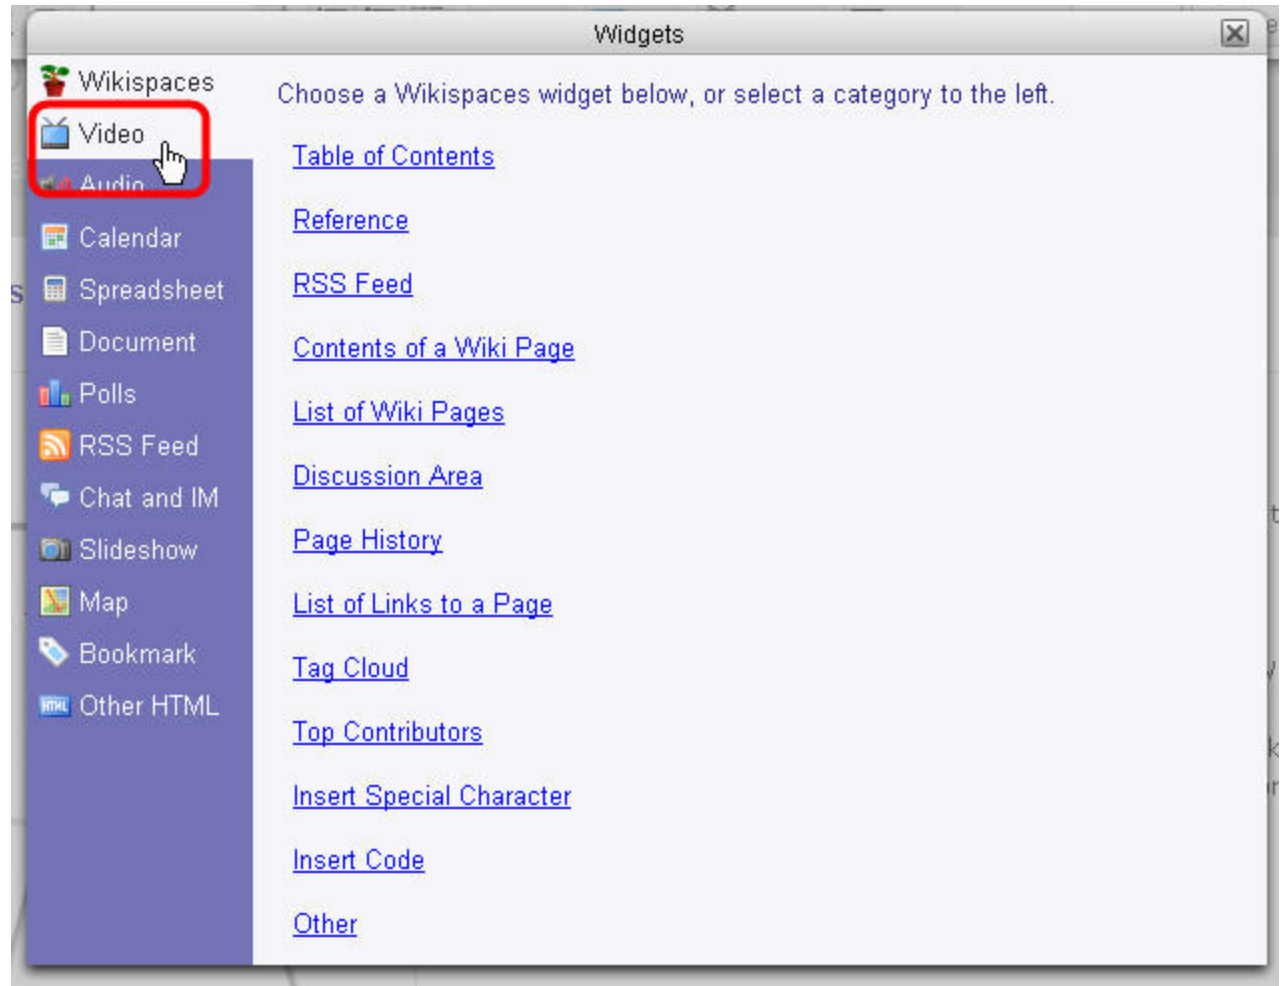 Widgets
Wikispaces
Video
Audio
Calendar
Spreadsheet
Document
Polls
RSS Feed
Chat and IM
Slideshow
Map
Bookmark
HTML Other HTML
Choose a Wikispaces widget below, or select a category to the left.
Table of Contents
Reference
RSS Feed
Contents of a Wiki Page
List of Wiki Pages
Discussion Area
Page History
List of Links to a Page
Tag Cloud
Top Contributors
Insert Special Character
Insert Code
Other